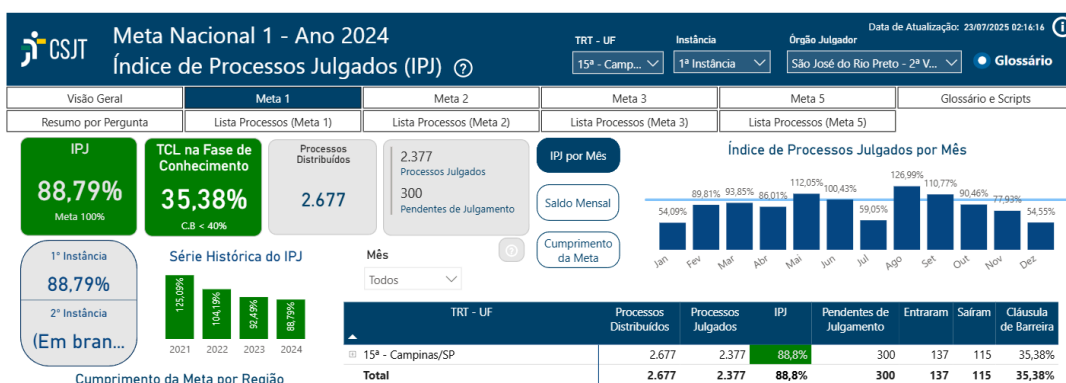 CSJT
Meta Nacional 1 - Ano 2024
Índice de Processos Julgados (IPJ)
Data de Atualização: 23/07/2025 02:16:16
TRT - UF
Instância
Órgão Julgador
15ª - Camp...
1ª Instância
São José do Rio Preto - 2ª V...
Glossário
Visão Geral
Meta 1
Meta 2
Meta 3
Meta 5
Glossário e Scripts
Resumo por Pergunta
Lista Processos (Meta 1)
Lista Processos (Meta 2)
Lista Processos (Meta 3)
Lista Processos (Meta 5)
IPJ
88,79%
Meta 100%
TCL na Fase de
Conhecimento
35,38%
C.B < 40%
Processos
Distribuídos
2.677
2.377
Processos Julgados
300
Pendentes de Julgamento
IPJ por Mês
Saldo Mensal
Cumprimento
da Meta
Índice de Processos Julgados por Mês
54,09% 89,81% 93,85% 86,01% 112,05% 100,43% 59,05% 126,99% 110,77% 90,46% 77,93% 54,55%
Jan Fev Mar Abr Mai Jun Jul Ago Set Out Nov Dez
1° Instância
88,79%
2° Instância
(Em bran...
Série Histórica do IPJ
125,09% 104,19% 92,49% 88,79%
2021 2022 2023 2024
Mês
Todos
TRT - UF Processos Distribuídos Processos Julgados IPJ Pendentes de Julgamento Entraram Saíram Cláusula de Barreira
15ª - Campinas/SP 2.677 2.377 88,8% 300 137 115 35,38%
Total 2.677 2.377 88,8% 300 137 115 35,38%
Cumprimento da Meta por Região